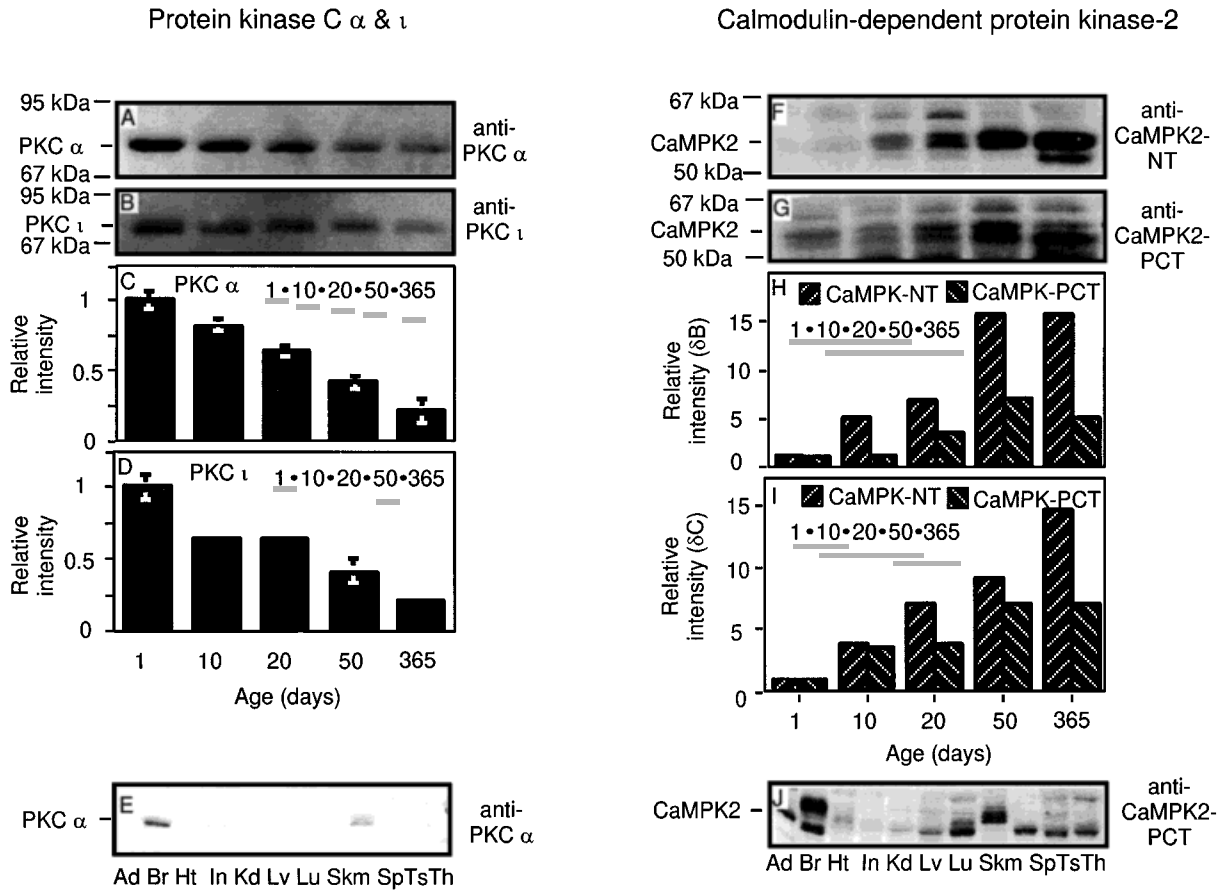 Protein kinase C α & ι
95 kDa
A
PKC α
67 kDa
anti-
PKC α
95 kDa
B
PKC ι
67 kDa
anti-
PKC ι
C
PKC α
1•10•20•50•365
Relative
intensity
1
0.5
0
D
PKC ι
1•10•20•50•365
Relative
intensity
1
0.5
0
1 10 20 50 365
Age (days)
E
PKC α
anti-
PKC α
Ad Br Ht In Kd Lv Lu Skm SpTsTh
Calmodulin-dependent protein kinase-2
67 kDa
F
CaMPK2
50 kDa
anti-
CaMPK2-
NT
67 kDa
G
CaMPK2
50 kDa
anti-
CaMPK2-
PCT
H
CaMPK-NT CaMPK-PCT
1•10•20•50•365
Relative
intensity (δB)
15
10
5
0
I
CaMPK-NT CaMPK-PCT
1•10•20•50•365
Relative
intensity (δC)
15
10
5
0
1 10 20 50 365
Age (days)
J
CaMPK2
anti-
CaMPK2-
PCT
Ad Br Ht In Kd Lv Lu Skm SpTsTh